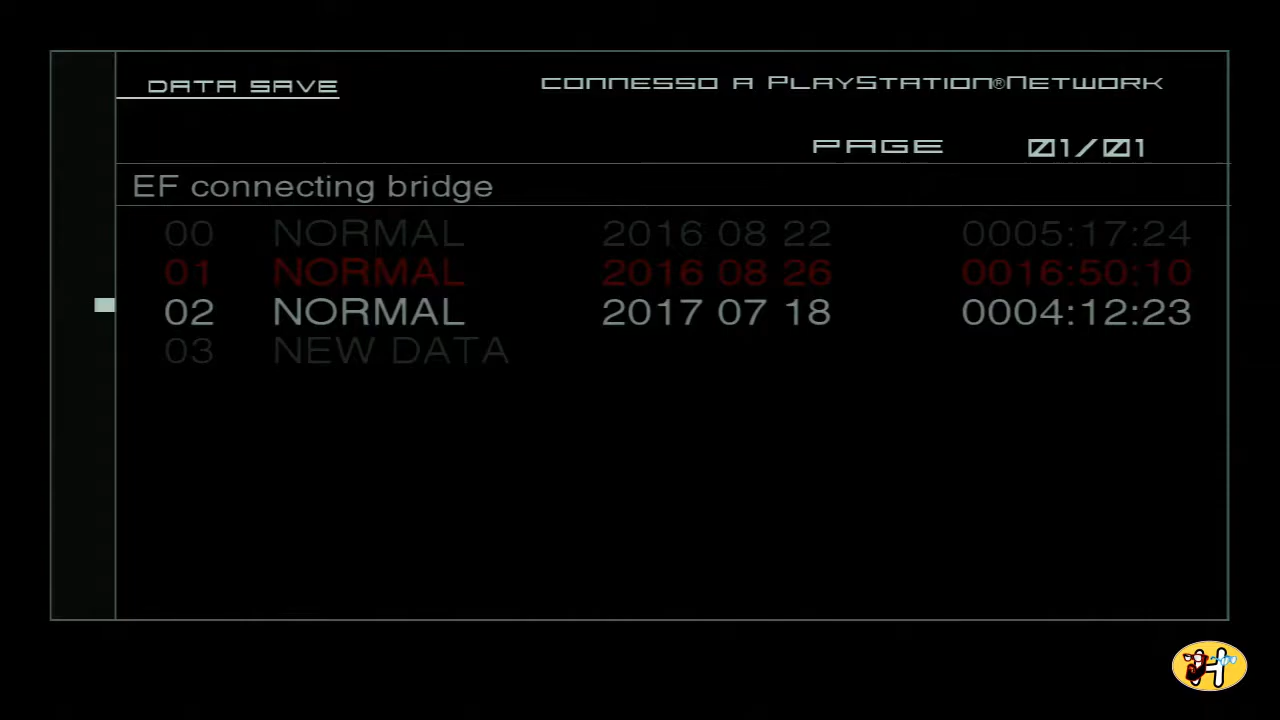 DATA SAVE
CONNESSO A PLAYSTATION®NETWORK
PAGE 01/01
EF connecting bridge
00 NORMAL 2016 08 22 0005:17:24
01 NORMAL 2016 08 26 0016:50:10
02 NORMAL 2017 07 18 0004:12:23
03 NEW DATA